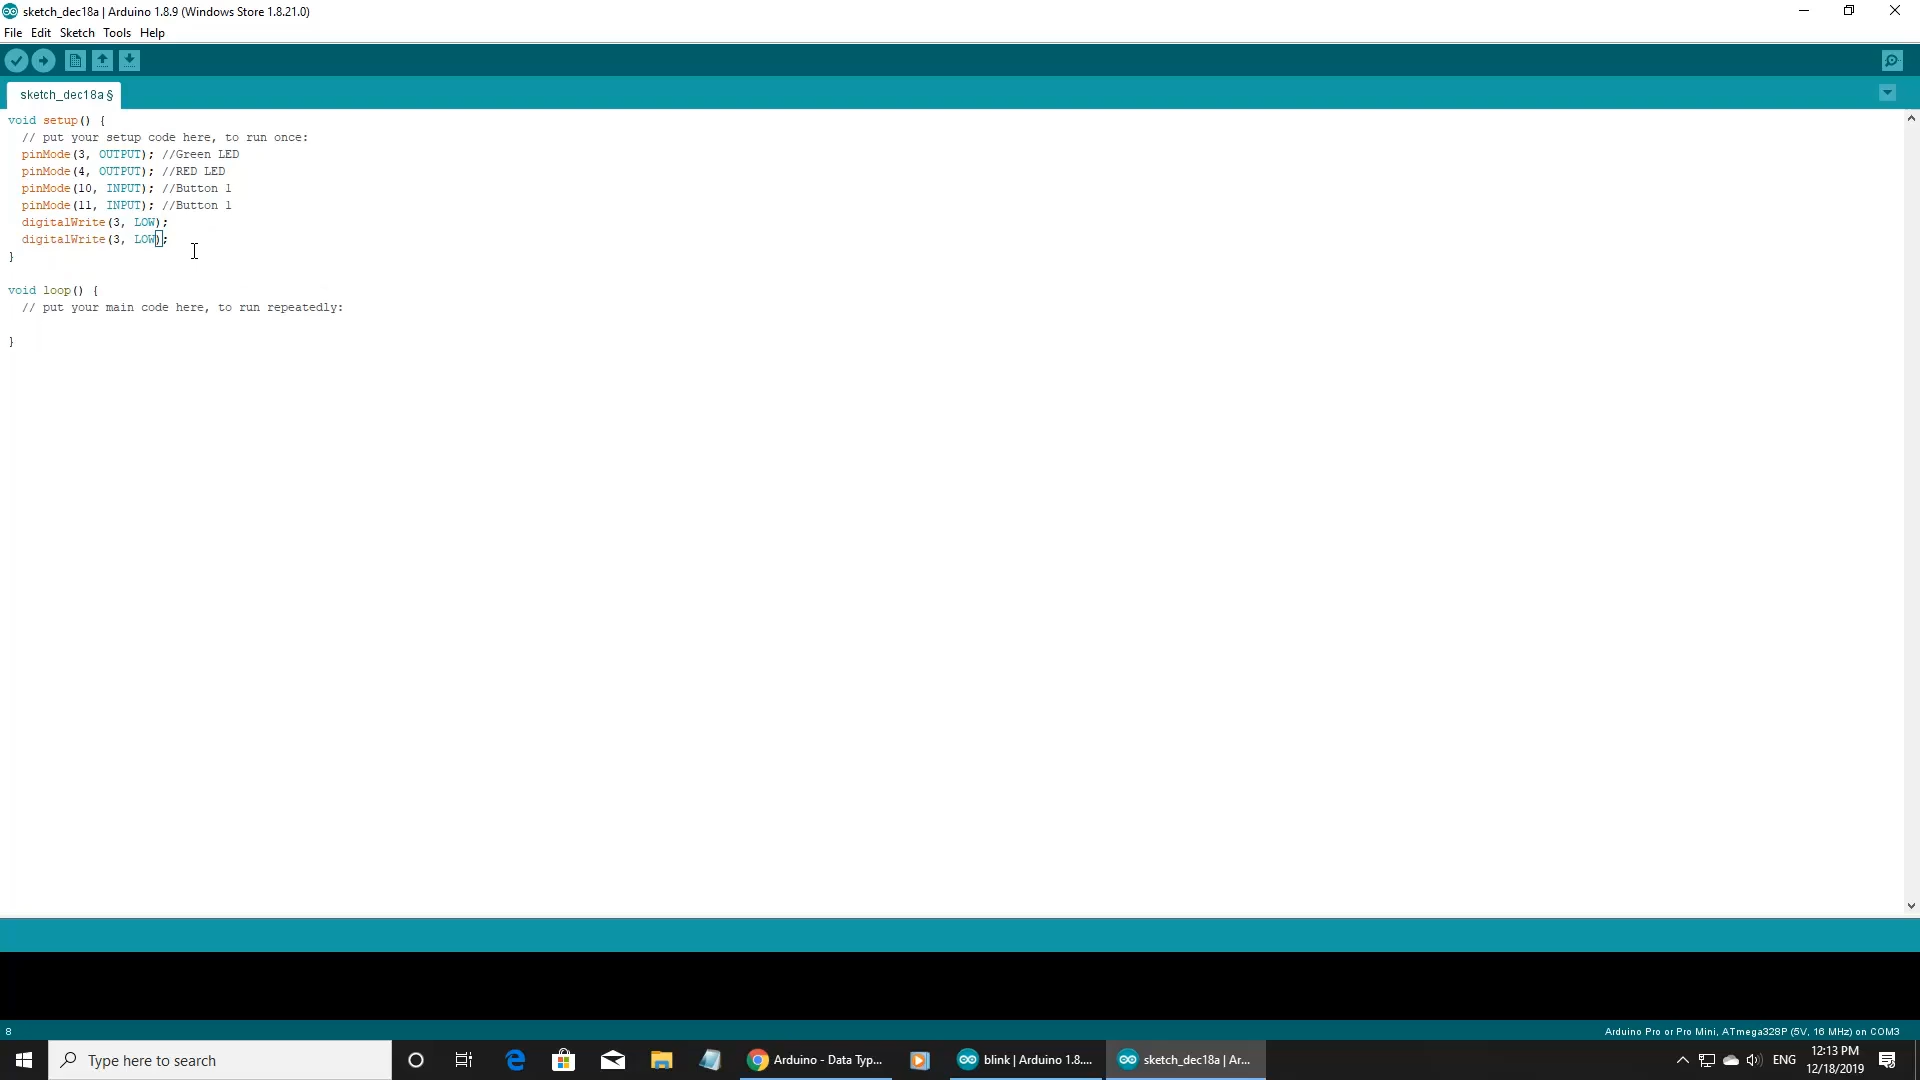 sketch_dec18a | Arduino 1.8.9 (Windows Store 1.8.21.0)
File Edit Sketch Tools Help
sketch_dec18a §
void setup() {
  // put your setup code here, to run once:
  pinMode(3, OUTPUT); //Green LED
  pinMode(4, OUTPUT); //RED LED
  pinMode(10, INPUT); //Button 1
  pinMode(11, INPUT); //Button 1
  digitalWrite(3, LOW);
  digitalWrite(3, LOW);
}
void loop() {
  // put your main code here, to run repeatedly:
}
8 Arduino Pro or Pro Mini, ATmega328P (5V, 16 MHz) on COM3
Type here to search Arduino - Data Typ... blink | Arduino 1.8.... sketch_dec18a | Ar... ENG 12:13 PM
12/18/2019